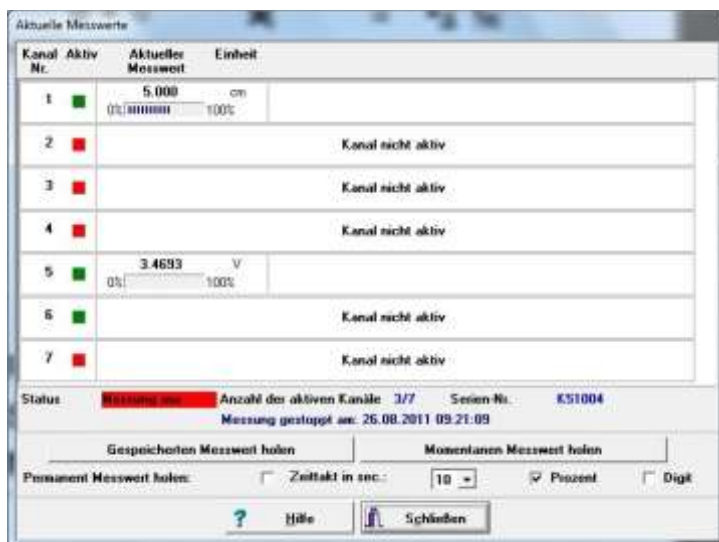 Aktuelle Messwerte
Kanal Nr. Aktiv Aktueller Messwert Einheit
1 5.000 cm
0% 100%
2 Kanal nicht aktiv
3 Kanal nicht aktiv
4 Kanal nicht aktiv
5 3.4693 V
0% 100%
6 Kanal nicht aktiv
7 Kanal nicht aktiv
Status Messung aus Anzahl der aktiven Kanäle 3/7 Serien-Nr. K51004
Messung gestoppt am: 26.08.2011 09:21:09
Gespeicherten Messwert holen Momentanen Messwert holen
Permanent Messwert holen: Zeittakt in sec.: 10 Prozent Digit
? Hilfe Schließen